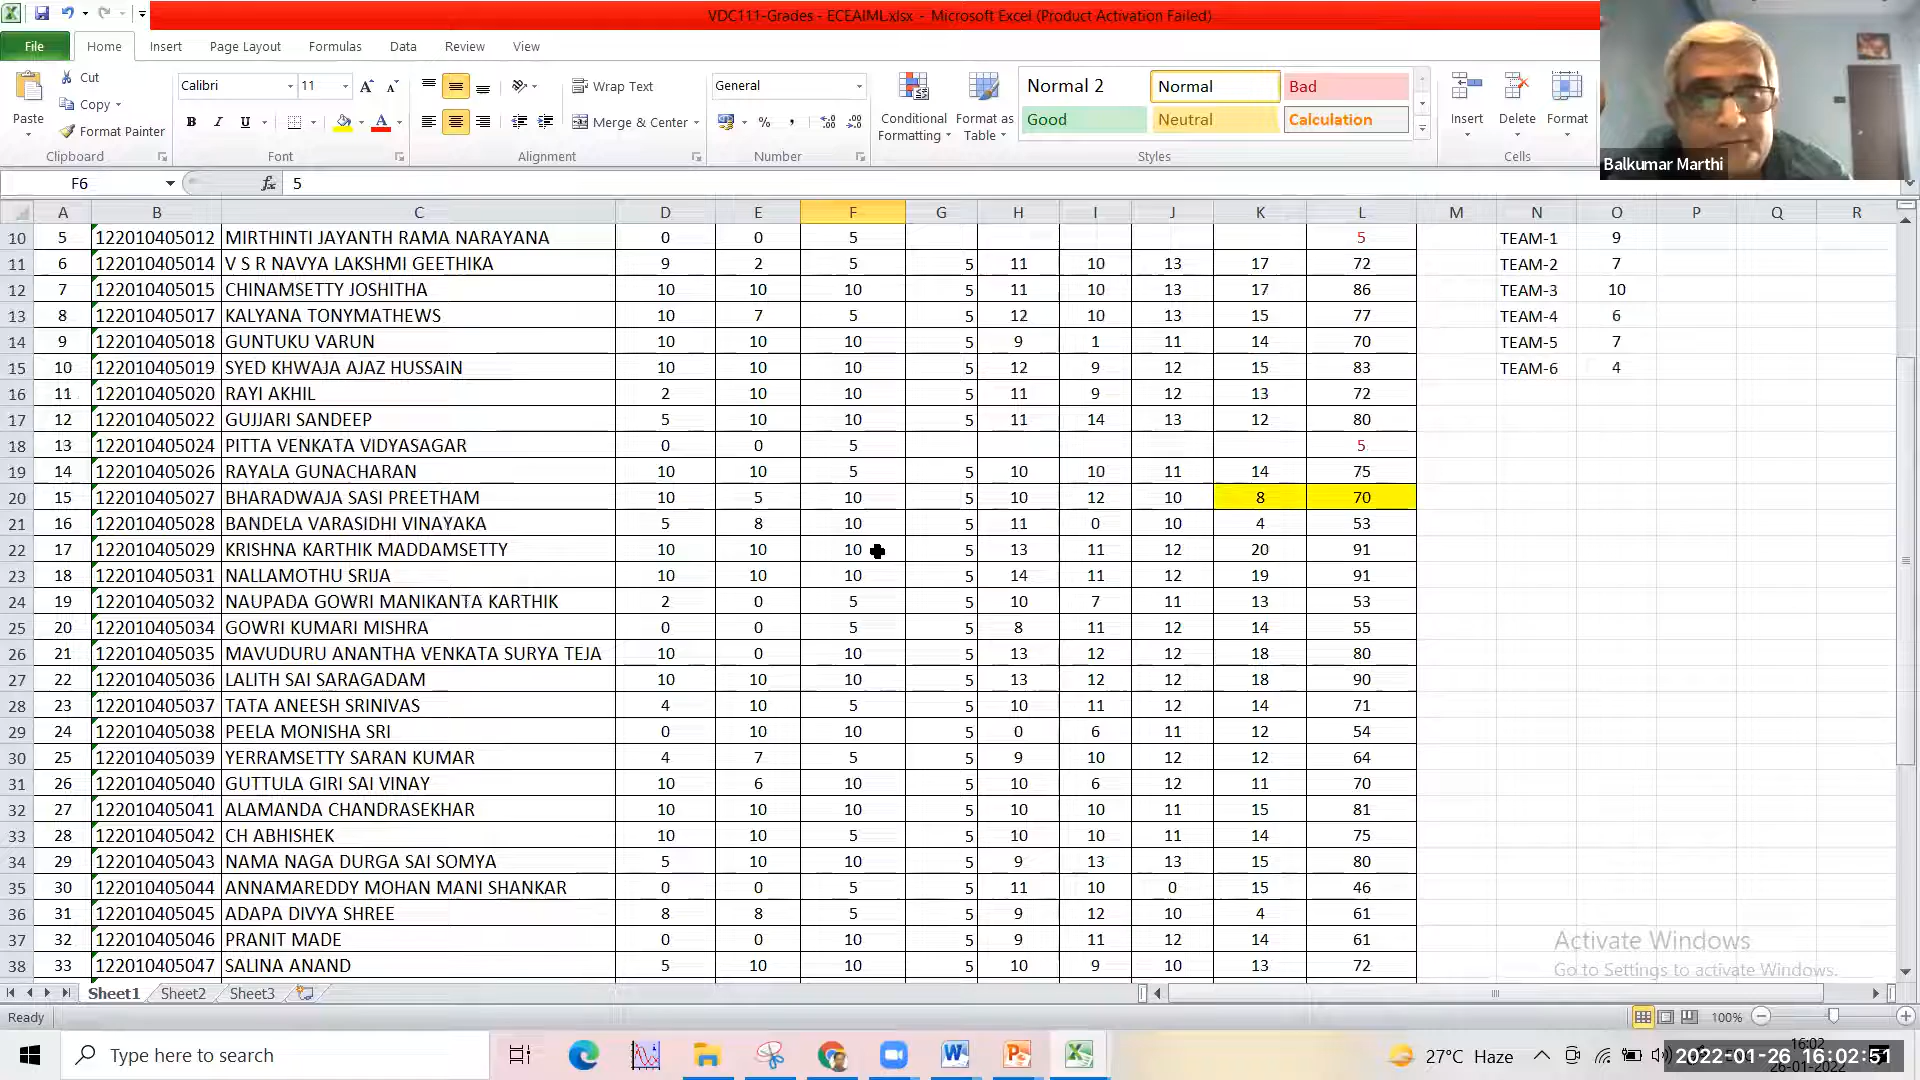 VDC111-Grades - ECEAIML.xlsx - Microsoft Excel (Product Activation Failed)
File Home Insert Page Layout Formulas Data Review View
Paste Cut Copy Format Painter
Calibri 11 A A B I U A
Wrap Text Merge & Center
General % ,
Conditional Formatting Format as Table
Normal 2 Normal Bad
Good Neutral Calculation
Insert Delete Format
Clipboard Font Alignment Number Styles Cells
Balkumar Marthi
F6 fx 5
A B C D E F G H I J K L M N O P Q R
10 5 122010405012 MIRTHINTI JAYANTH RAMA NARAYANA 0 0 5 5 TEAM-1 9
11 6 122010405014 V S R NAVYA LAKSHMI GEETHIKA 9 2 5 5 11 10 13 17 72 TEAM-2 7
12 7 122010405015 CHINAMSETTY JOSHITHA 10 10 10 5 11 10 13 17 86 TEAM-3 10
13 8 122010405017 KALYANA TONYMATHEWS 10 7 5 5 12 10 13 15 77 TEAM-4 6
14 9 122010405018 GUNTUKU VARUN 10 10 10 5 9 1 11 14 70 TEAM-5 7
15 10 122010405019 SYED KHWAJA AJAZ HUSSAIN 10 10 10 5 12 9 12 15 83 TEAM-6 4
16 11 122010405020 RAYI AKHIL 2 10 10 5 11 9 12 13 72
17 12 122010405022 GUJJARI SANDEEP 5 10 10 5 11 14 13 12 80
18 13 122010405024 PITTA VENKATA VIDYASAGAR 0 0 5 5
19 14 122010405026 RAYALA GUNACHARAN 10 10 5 5 10 10 11 14 75
20 15 122010405027 BHARADWAJA SASI PREETHAM 10 5 10 5 10 12 10 8 70
21 16 122010405028 BANDELA VARASIDHI VINAYAKA 5 8 10 5 11 0 10 4 53
22 17 122010405029 KRISHNA KARTHIK MADDAMSETTY 10 10 10 5 13 11 12 20 91
23 18 122010405031 NALLAMOTHU SRIJA 10 10 10 5 14 11 12 19 91
24 19 122010405032 NAUPADA GOWRI MANIKANTA KARTHIK 2 0 5 5 10 7 11 13 53
25 20 122010405034 GOWRI KUMARI MISHRA 0 0 5 5 8 11 12 14 55
26 21 122010405035 MAVUDURU ANANTHA VENKATA SURYA TEJA 10 0 10 5 13 12 12 18 80
27 22 122010405036 LALITH SAI SARAGADAM 10 10 10 5 13 12 12 18 90
28 23 122010405037 TATA ANEESH SRINIVAS 4 10 5 5 10 11 12 14 71
29 24 122010405038 PEELA MONISHA SRI 0 10 10 5 0 6 11 12 54
30 25 122010405039 YERRAMSETTY SARAN KUMAR 4 7 5 5 9 10 12 12 64
31 26 122010405040 GUTTULA GIRI SAI VINAY 10 6 10 5 10 6 12 11 70
32 27 122010405041 ALAMANDA CHANDRASEKHAR 10 10 10 5 10 10 11 15 81
33 28 122010405042 CH ABHISHEK 10 10 5 5 10 10 11 14 75
34 29 122010405043 NAMA NAGA DURGA SAI SOMYA 5 10 10 5 9 13 13 15 80
35 30 122010405044 ANNAMAREDDY MOHAN MANI SHANKAR 0 0 5 5 11 10 0 15 46
36 31 122010405045 ADAPA DIVYA SHREE 8 8 5 5 9 12 10 4 61
37 32 122010405046 PRANIT MADE 0 0 10 5 9 11 12 14 61
38 33 122010405047 SALINA ANAND 5 10 10 5 10 9 10 13 72
Activate Windows
Go to Settings to activate Windows.
Sheet1 Sheet2 Sheet3
Ready 100%
Type here to search 27°C Haze 16:02
2022-01-26 16:02:51
26-01-2022